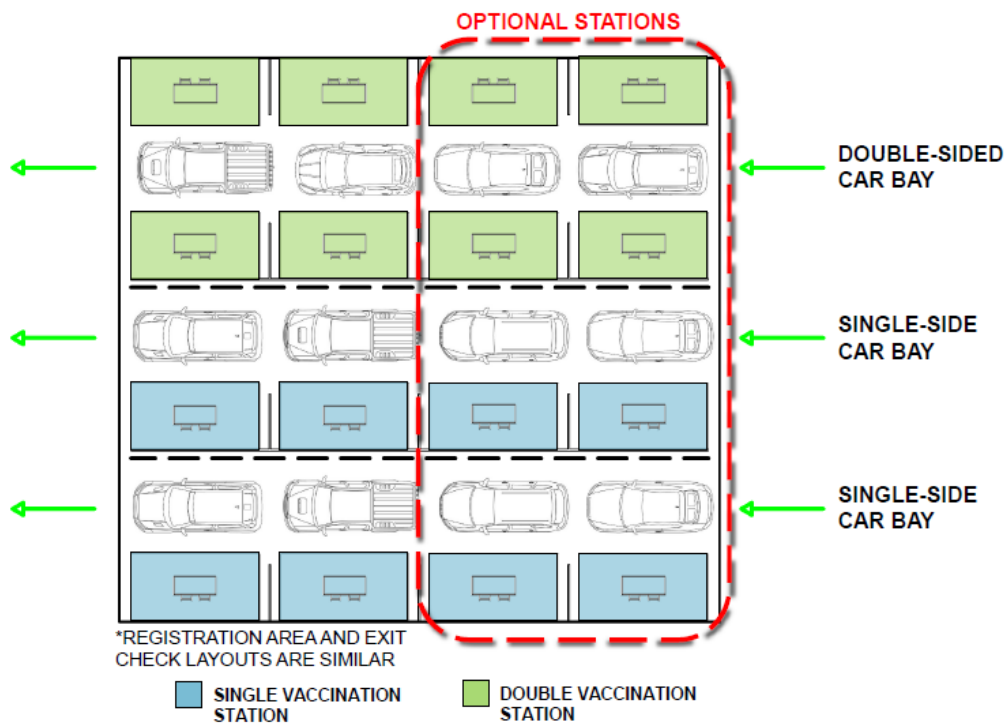 OPTIONAL STATIONS
DOUBLE-SIDED
CAR BAY
SINGLE-SIDE
CAR BAY
SINGLE-SIDE
CAR BAY
*REGISTRATION AREA AND EXIT
CHECK LAYOUTS ARE SIMILAR
SINGLE VACCINATION
STATION
DOUBLE VACCINATION
STATION